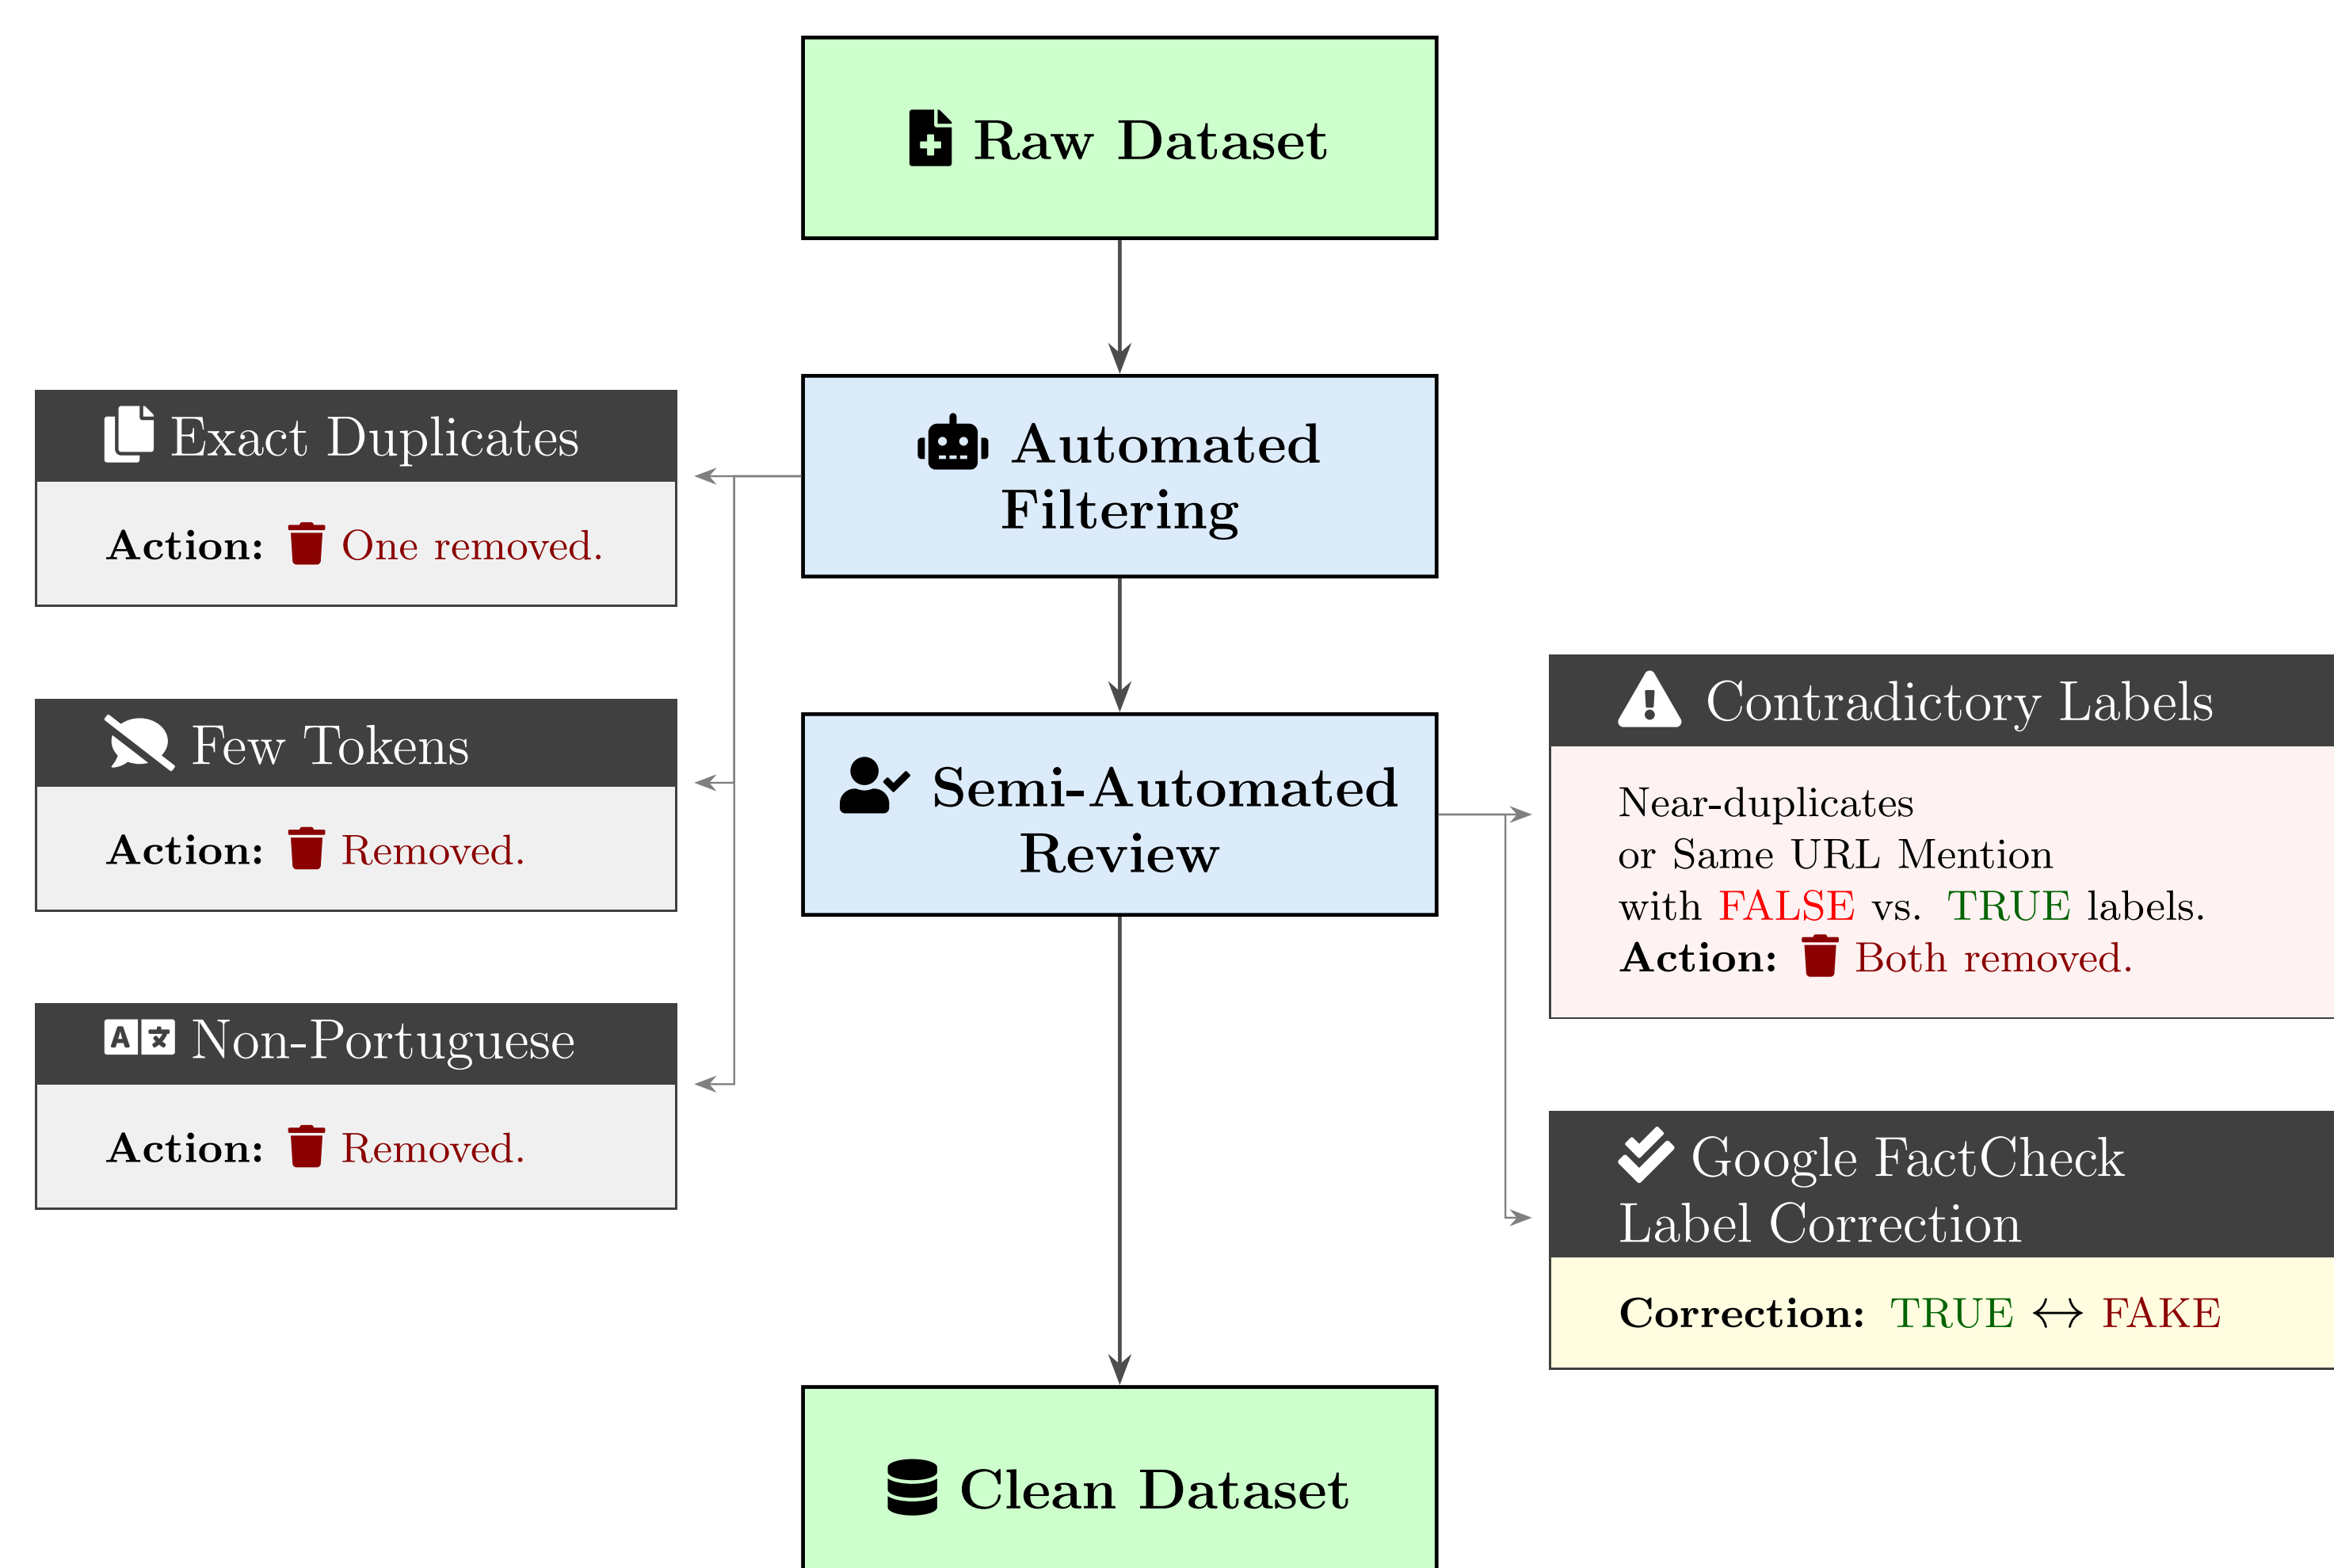 Raw Dataset
Automated
Filtering
Exact Duplicates
Action: One removed.
Few Tokens
Action: Removed.
Non-Portuguese
Action: Removed.
Semi-Automated
Review
Contradictory Labels
Near-duplicates
or Same URL Mention
with FALSE vs. TRUE labels.
Action: Both removed.
Google FactCheck
Label Correction
Correction: TRUE ↔ FAKE
Clean Dataset